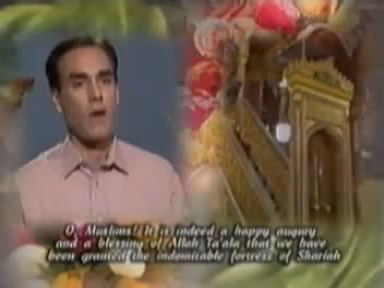 O, Muslims! It is indeed a happy augury
and a blessing of Allah Ta'ala that we have
been granted the indomitable fortress of Shariah